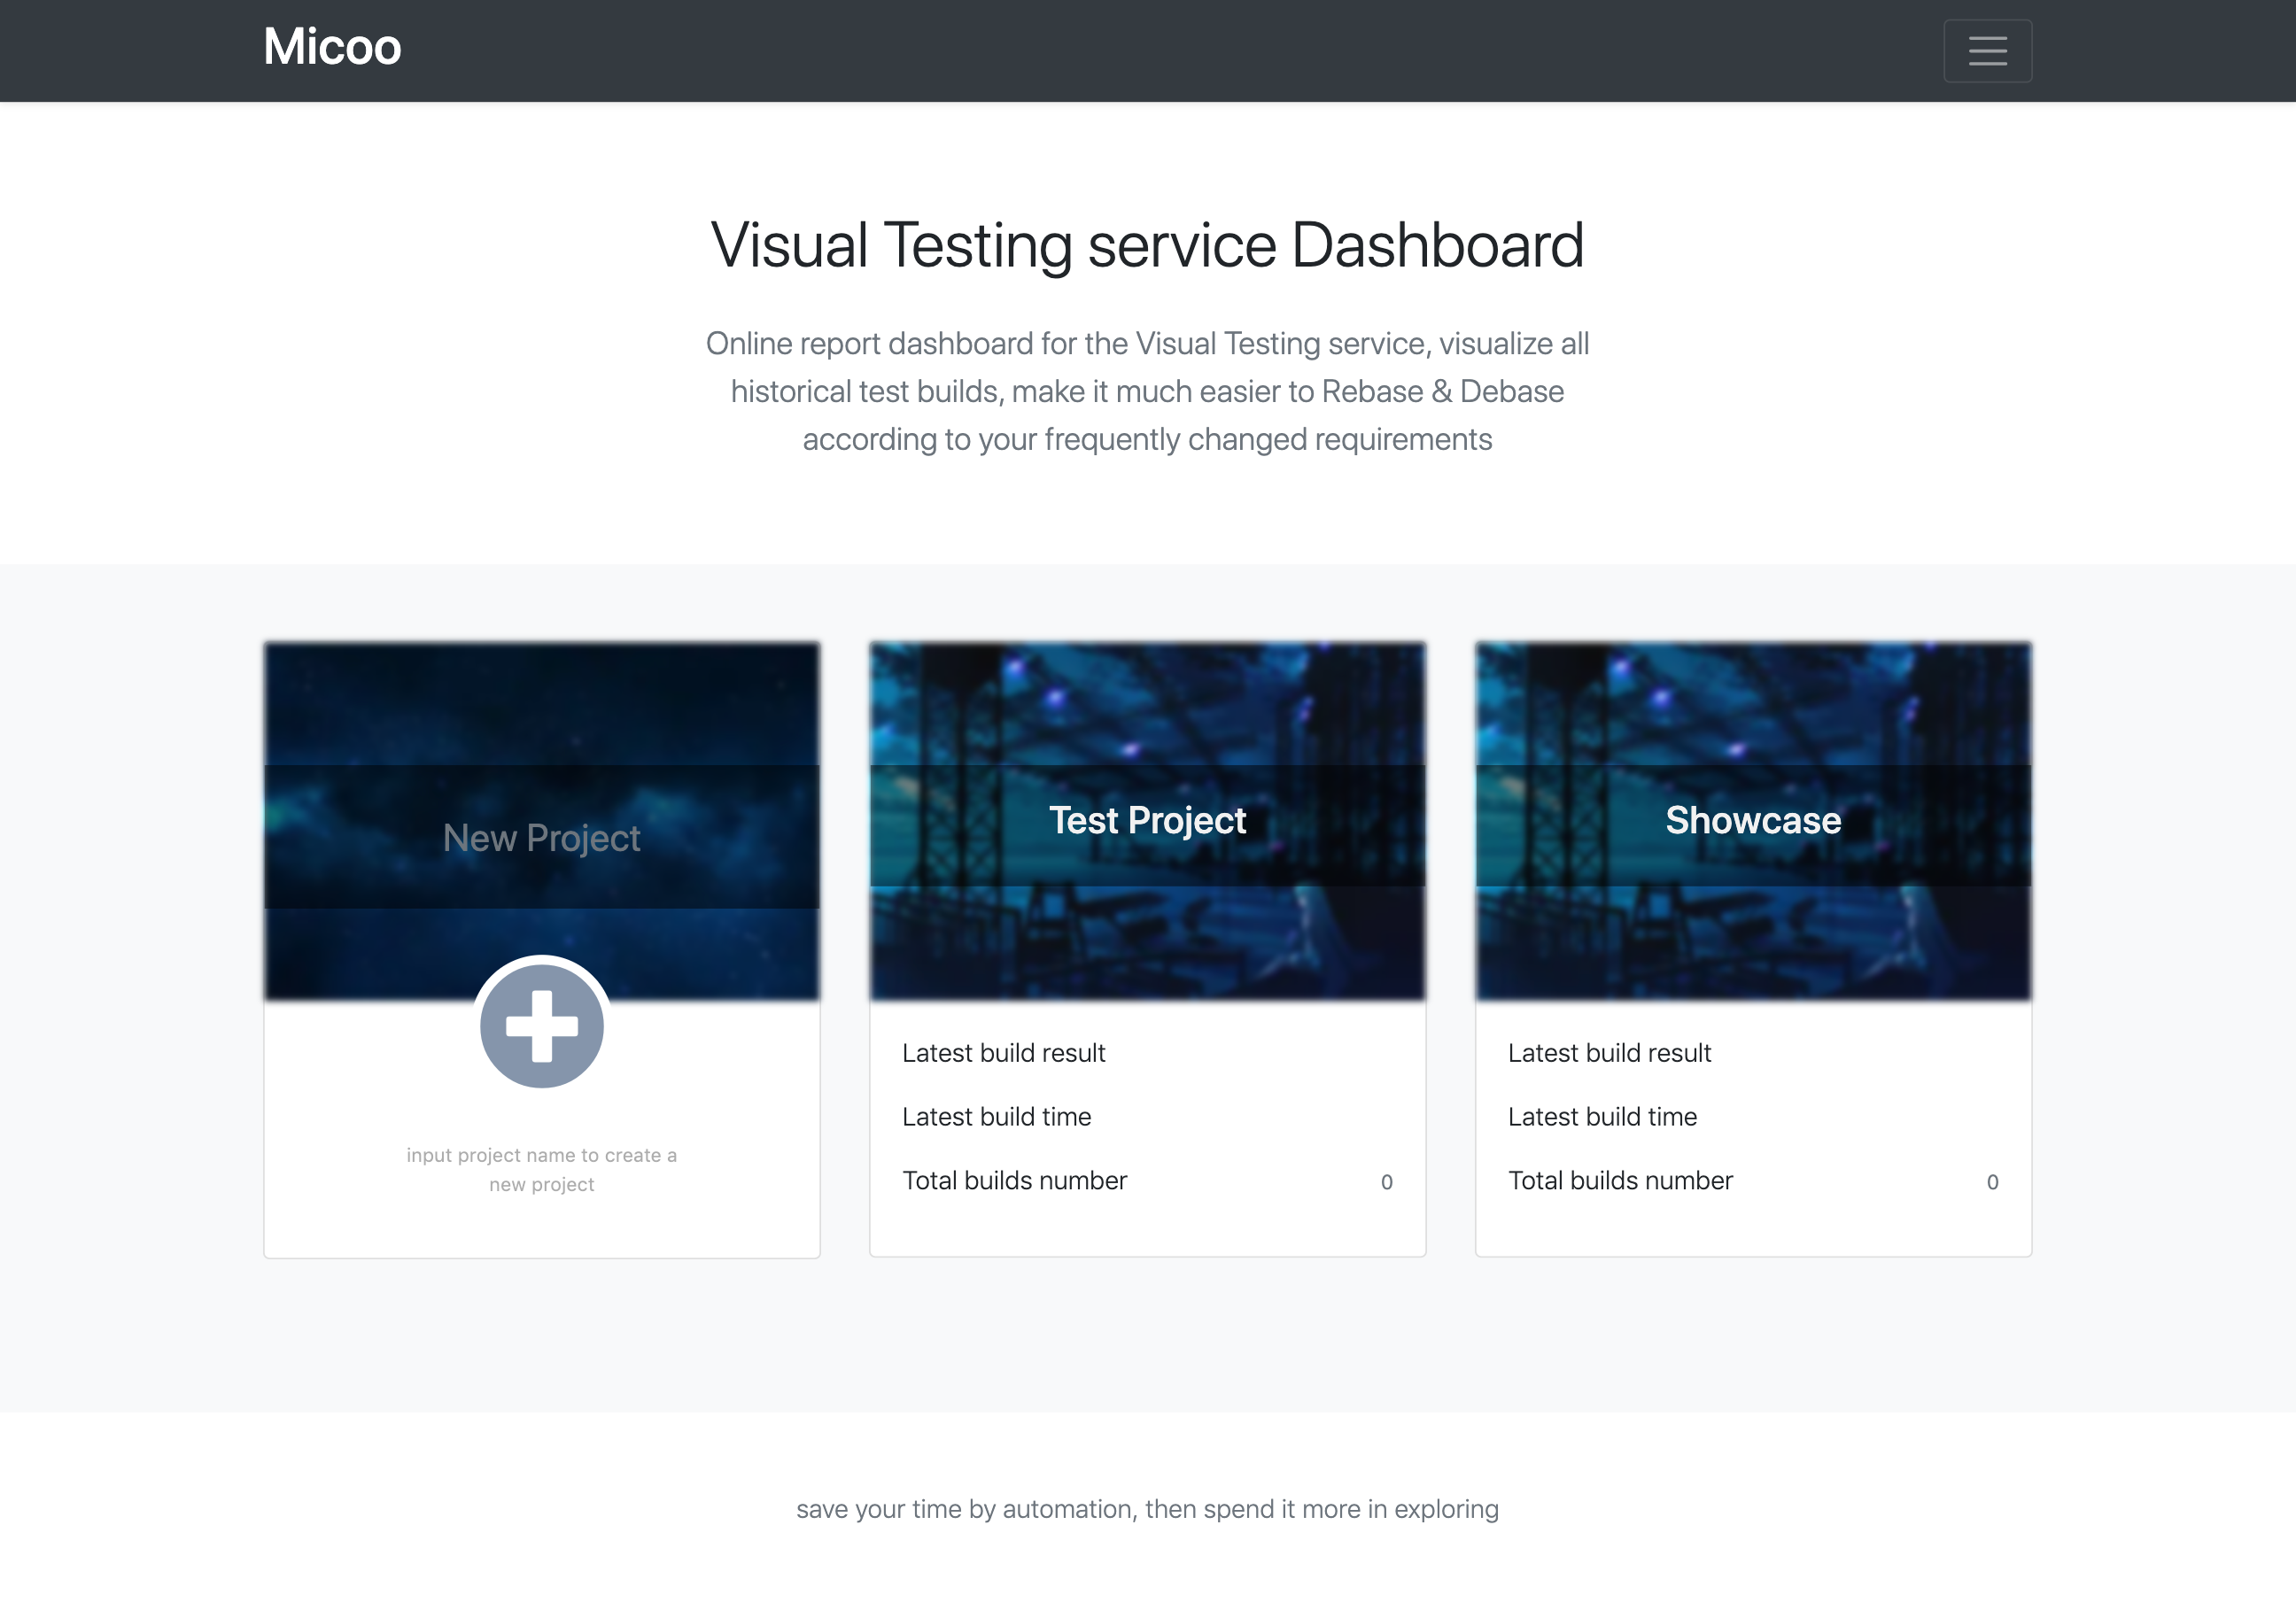 Micoo
Visual Testing service Dashboard
Online report dashboard for the Visual Testing service, visualize all
historical test builds, make it much easier to Rebase & Debase
according to your frequently changed requirements
New Project
input project name to create a
new project
Test Project
Latest build result
Latest build time
Total builds number 0
Showcase
Latest build result
Latest build time
Total builds number 0
save your time by automation, then spend it more in exploring